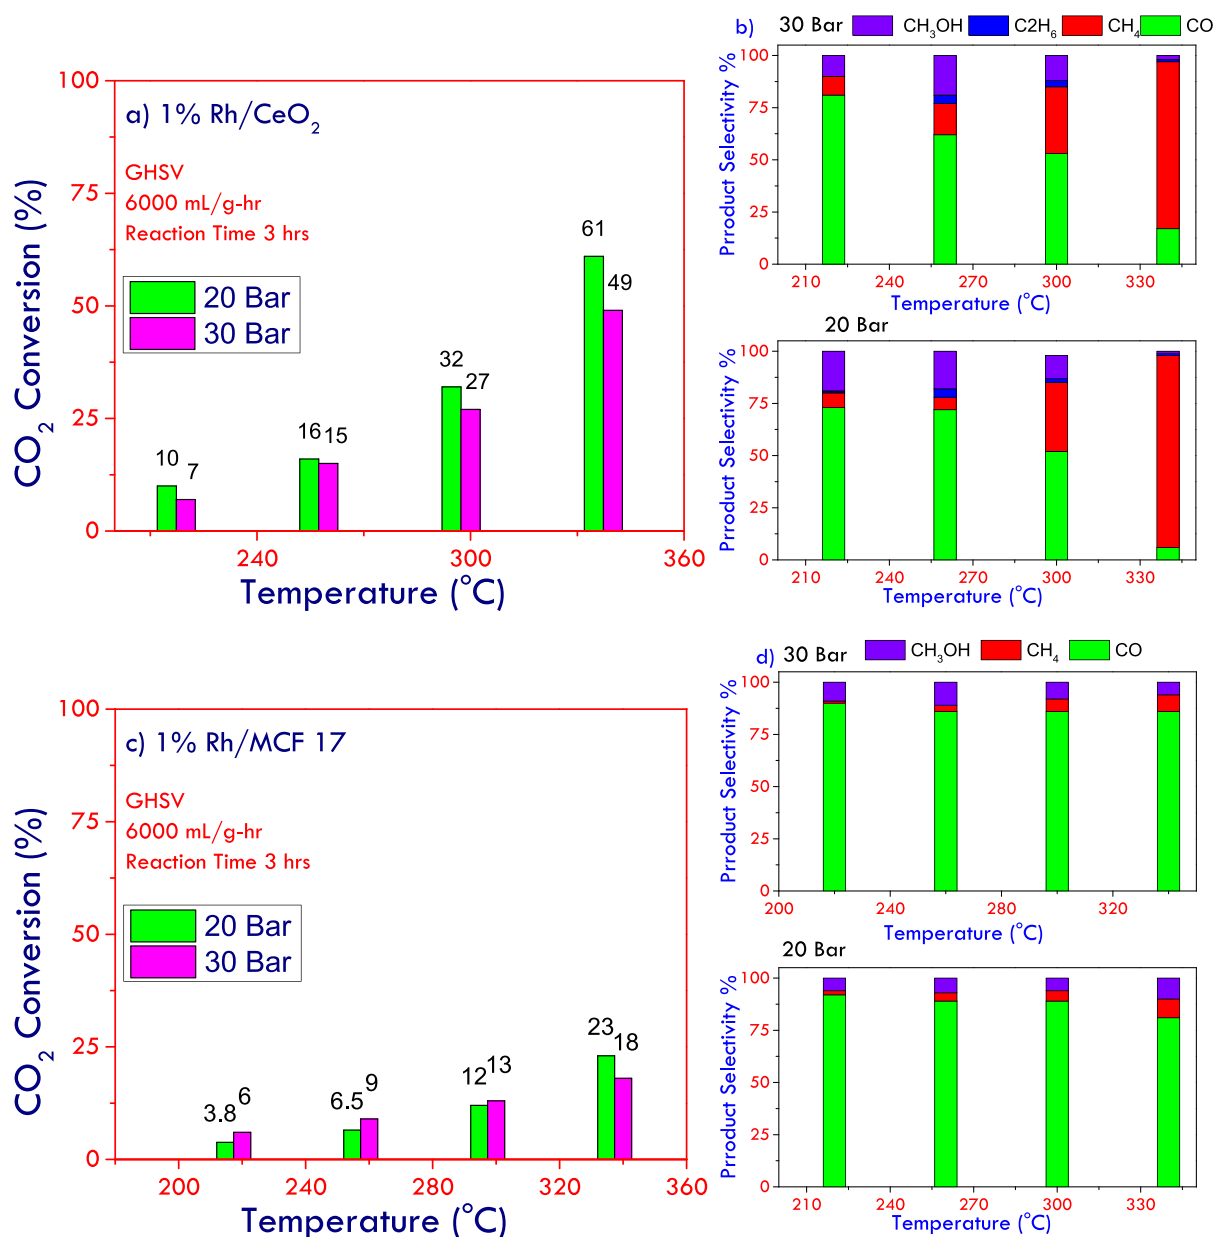 a) 1% Rh/CeO₂
GHSV
6000 mL/g-hr
Reaction Time 3 hrs
20 Bar
30 Bar
CO₂ Conversion (%)
100
75
50
25
0
10
7
16
15
32
27
61
49
240
300
360
Temperature (°C)
b) 30 Bar CH₃OH C2H₆ CH₄ CO
Prroduct Selectivity %
100
75
50
25
0
210
240
270
300
330
Temperature (°C)
20 Bar
Prroduct Selectivity %
100
75
50
25
0
210
240
270
300
330
Temperature (°C)
c) 1% Rh/MCF 17
GHSV
6000 mL/g-hr
Reaction Time 3 hrs
20 Bar
30 Bar
CO₂ Conversion (%)
100
75
50
25
0
3.8
6
6.5
9
12
13
23
18
200
240
280
320
360
Temperature (°C)
d) 30 Bar CH₃OH CH₄ CO
Prroduct Selectivity %
100
75
50
25
0
200
240
280
320
Temperature (°C)
20 Bar
Prroduct Selectivity %
100
75
50
25
0
210
240
270
300
330
Temperature (°C)